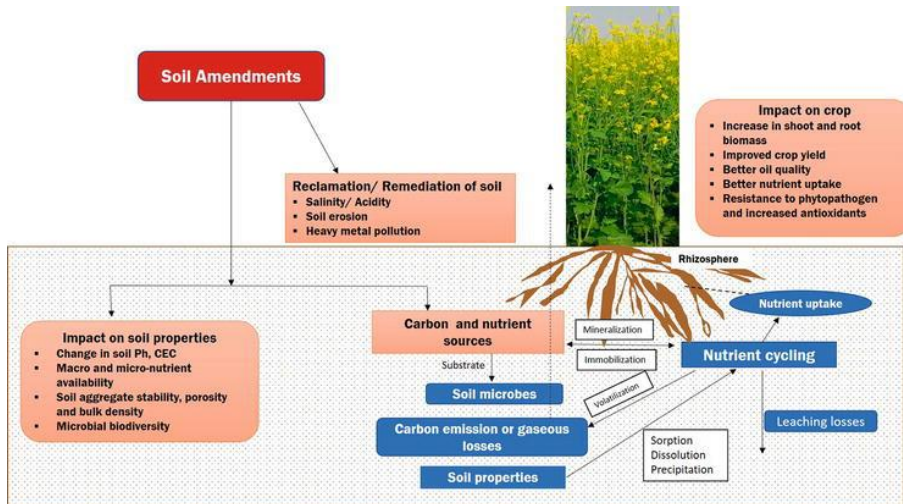 Soil Amendments
Impact on crop
▪ Increase in shoot and root
biomass
▪ Improved crop yield
▪ Better oil quality
▪ Better nutrient uptake
▪ Resistance to phytopathogen
and increased antioxidants
Reclamation/ Remediation of soil
▪ Salinity/ Acidity
▪ Soil erosion
▪ Heavy metal pollution
Rhizosphere
Nutrient uptake
Impact on soil properties
▪ Change in soil Ph, CEC
▪ Macro and micro-nutrient
availability
▪ Soil aggregate stability, porosity
and bulk density
▪ Microbial biodiversity
Carbon and nutrient
sources
Mineralization
Immobilization
Nutrient cycling
Substrate
Soil microbes
Volatilization
Carbon emission or gaseous
losses
Leaching losses
Soil properties
Sorption
Dissolution
Precipitation